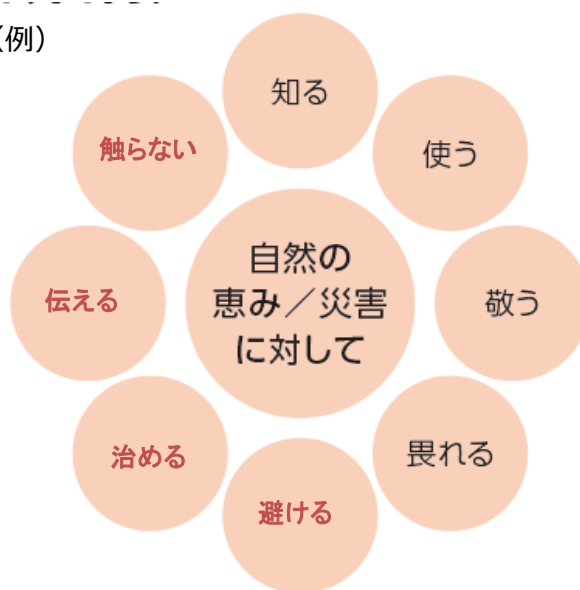 （例）
知る
使う
敬う
畏れる
避ける
治める
伝える
触らない
自然の
恵み／災害
に対して